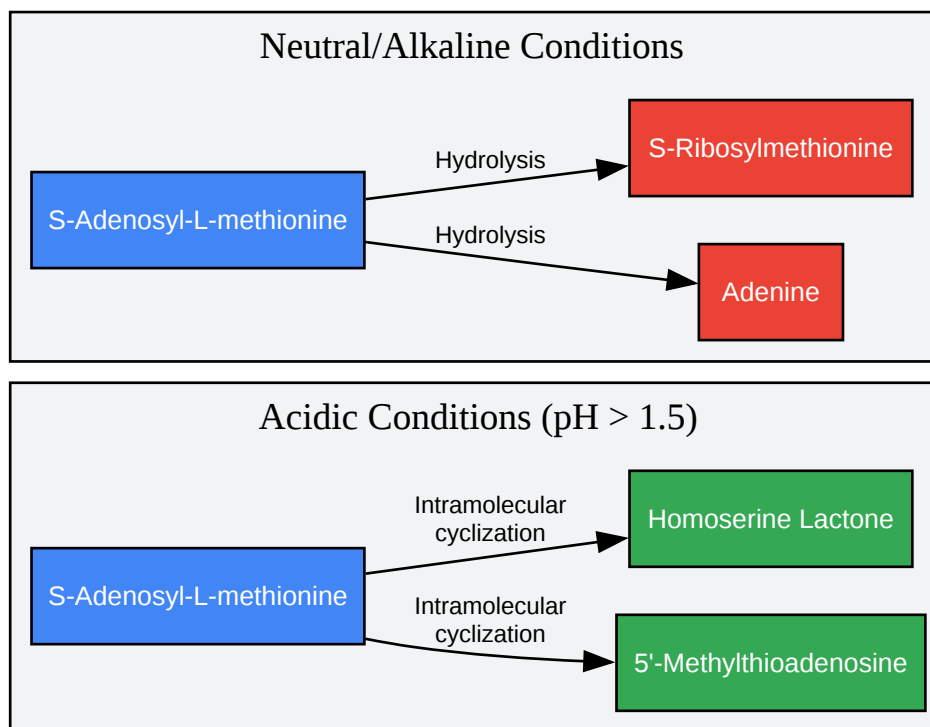 Neutral/Alkaline Conditions
S-Ribosylmethionine
Hydrolysis
S-Adenosyl-L-methionine
Hydrolysis
Adenine
Acidic Conditions (pH > 1.5)
Homoserine Lactone
Intramolecular
cyclization
S-Adenosyl-L-methionine
Intramolecular
cyclization
5'-Methylthioadenosine